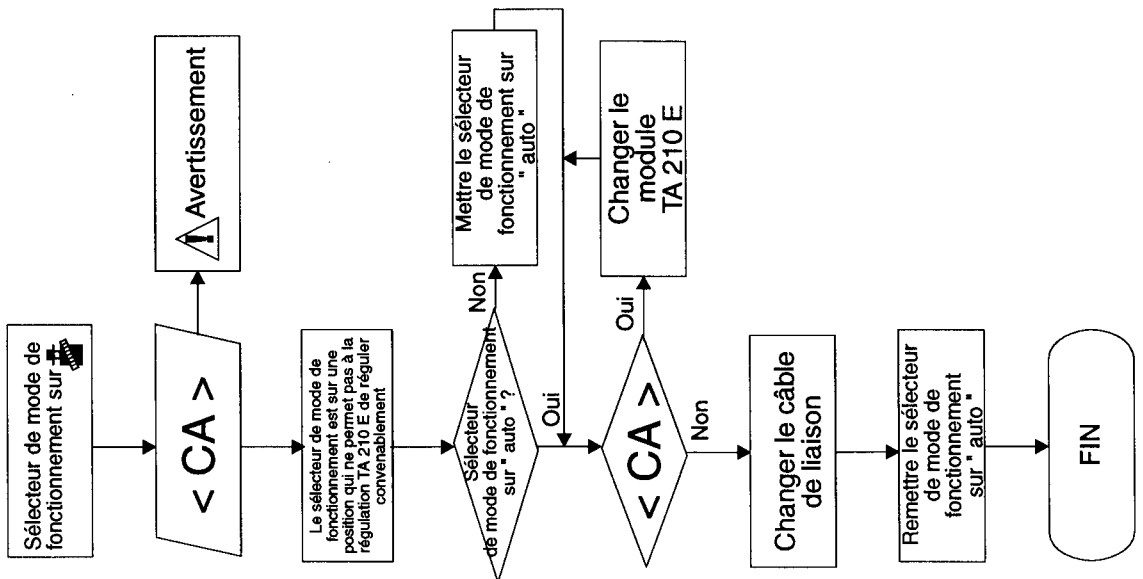 Sélecteur de mode de
fonctionnement sur
< CA >
Avertissement
Le sélecteur de mode de
fonctionnement est sur une
position qui ne permet pas à la
régulation TA 210 E de réguler
convenablement
Sélecteur
de mode de fonctionnement
sur " auto " ?
Non
Mettre le sélecteur
de mode de
fonctionnement sur
" auto "
Oui
< CA >
Oui
Changer le
module
TA 210 E
Non
Changer le câble
de liaison
Remettre le sélecteur
de mode de
fonctionnement
sur " auto "
FIN